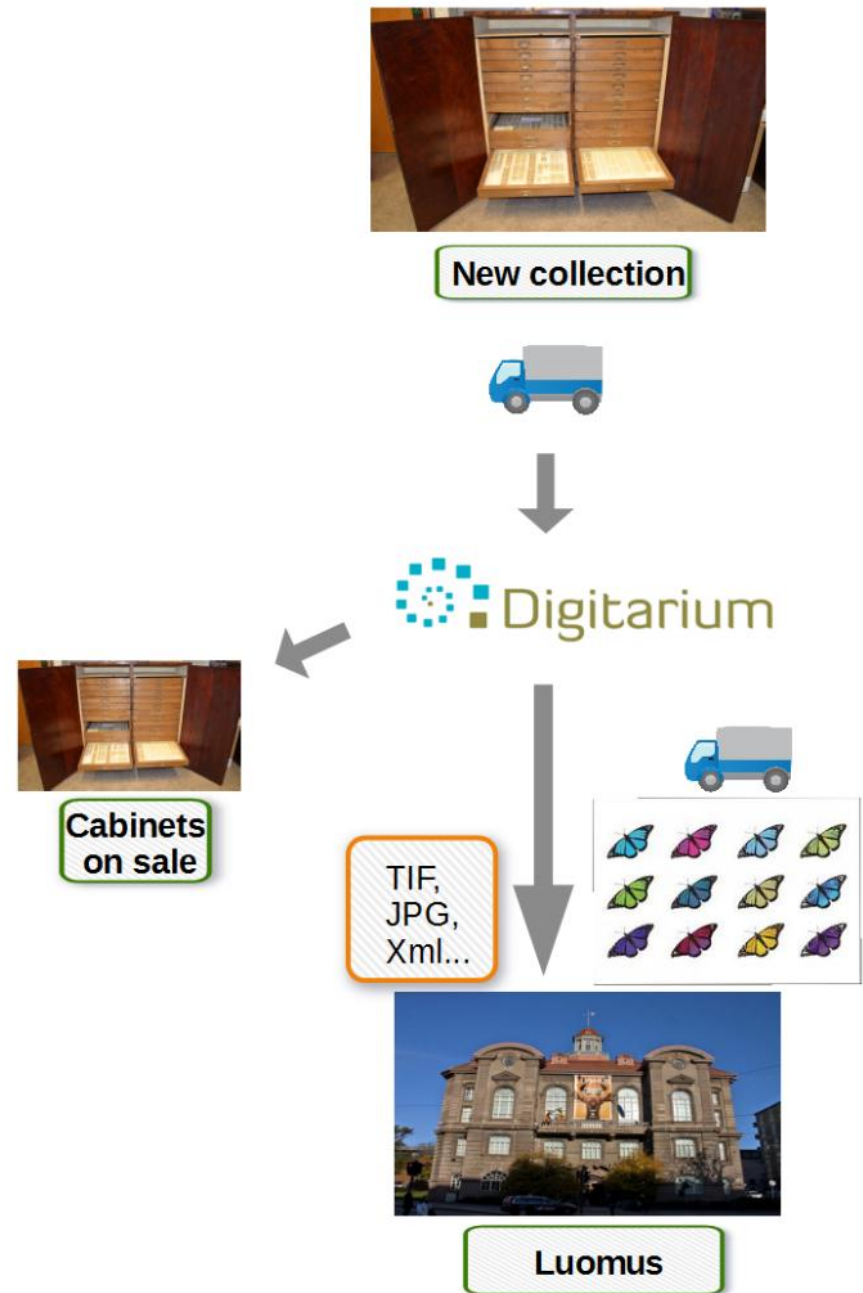 New collection
Digitarium
Cabinets
on sale
TIF,
JPG,
Xml...
Luomus